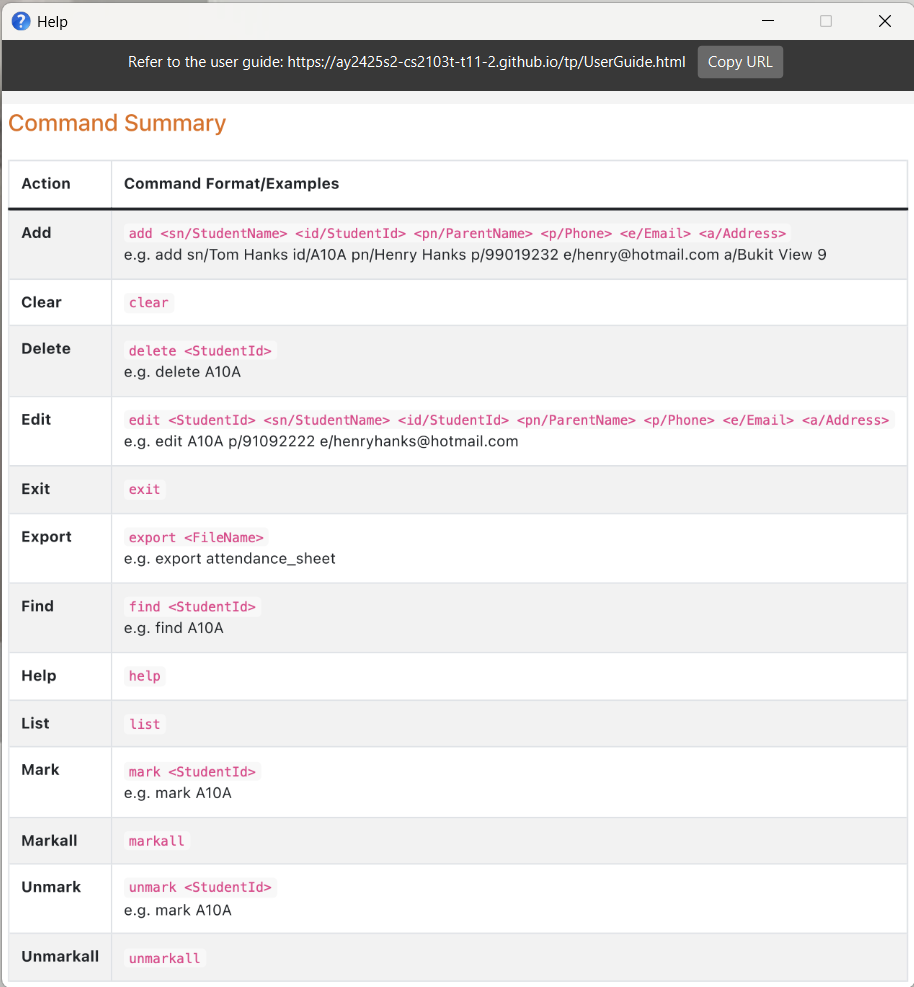 Help
Refer to the user guide: https://ay2425s2-cs2103t-t11-2.github.io/tp/UserGuide.html Copy URL
Command Summary
Action Command Format/Examples
Add add <sn/StudentName> <id/StudentId> <pn/ParentName> <p/Phone> <e/Email> <a/Address>
e.g. add sn/Tom Hanks id/A10A pn/Henry Hanks p/99019232 e/henry@hotmail.com a/Bukit View 9
Clear clear
Delete delete <StudentId>
e.g. delete A10A
Edit edit <StudentId> <sn/StudentName> <id/StudentId> <pn/ParentName> <p/Phone> <e/Email> <a/Address>
e.g. edit A10A p/91092222 e/henryhanks@hotmail.com
Exit exit
Export export <FileName>
e.g. export attendance_sheet
Find find <StudentId>
e.g. find A10A
Help help
List list
Mark mark <StudentId>
e.g. mark A10A
Markall markall
Unmark unmark <StudentId>
e.g. mark A10A
Unmarkall unmarkall